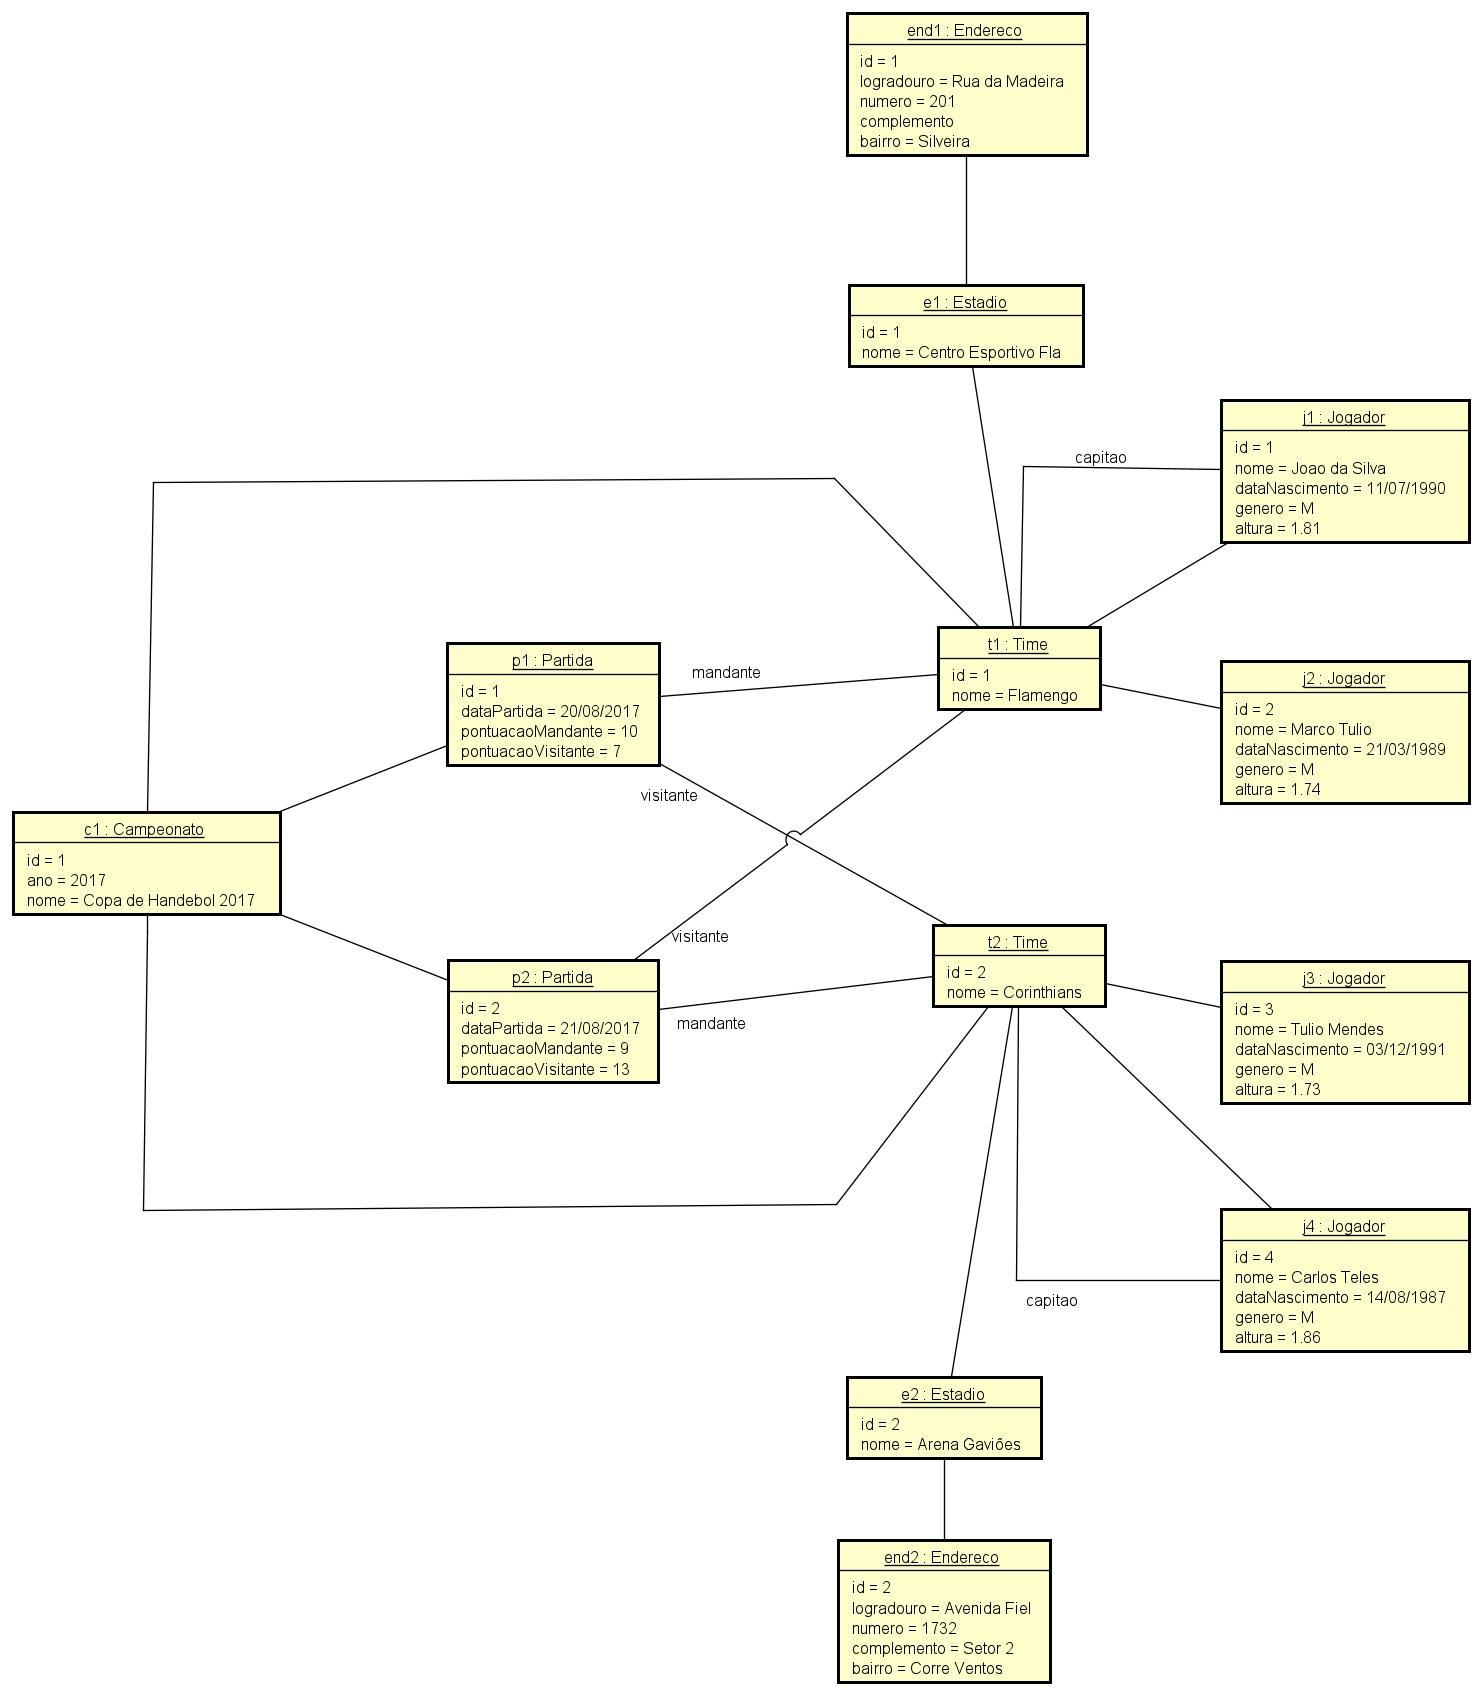 end1 : Endereco
id = 1
logradouro = Rua da Madeira
numero = 201
complemento
bairro = Silveira
e1 : Estadio
id = 1
nome = Centro Esportivo Fla
j1 : Jogador
id = 1
nome = Joao da Silva
dataNascimento = 11/07/1990
genero = M
altura = 1.81
capitao
t1 : Time
id = 1
nome = Flamengo
p1 : Partida
id = 1
dataPartida = 20/08/2017
pontuacaoMandante = 10
pontuacaoVisitante = 7
mandante
visitante
j2 : Jogador
id = 2
nome = Marco Tulio
dataNascimento = 21/03/1989
genero = M
altura = 1.74
c1 : Campeonato
id = 1
ano = 2017
nome = Copa de Handebol 2017
visitante
mandante
p2 : Partida
id = 2
dataPartida = 21/08/2017
pontuacaoMandante = 9
pontuacaoVisitante = 13
t2 : Time
id = 2
nome = Corinthians
j3 : Jogador
id = 3
nome = Tulio Mendes
dataNascimento = 03/12/1991
genero = M
altura = 1.73
j4 : Jogador
id = 4
nome = Carlos Teles
dataNascimento = 14/08/1987
genero = M
altura = 1.86
capitao
e2 : Estadio
id = 2
nome = Arena Gaviões
end2 : Endereco
id = 2
logradouro = Avenida Fiel
numero = 1732
complemento = Setor 2
bairro = Corre Ventos